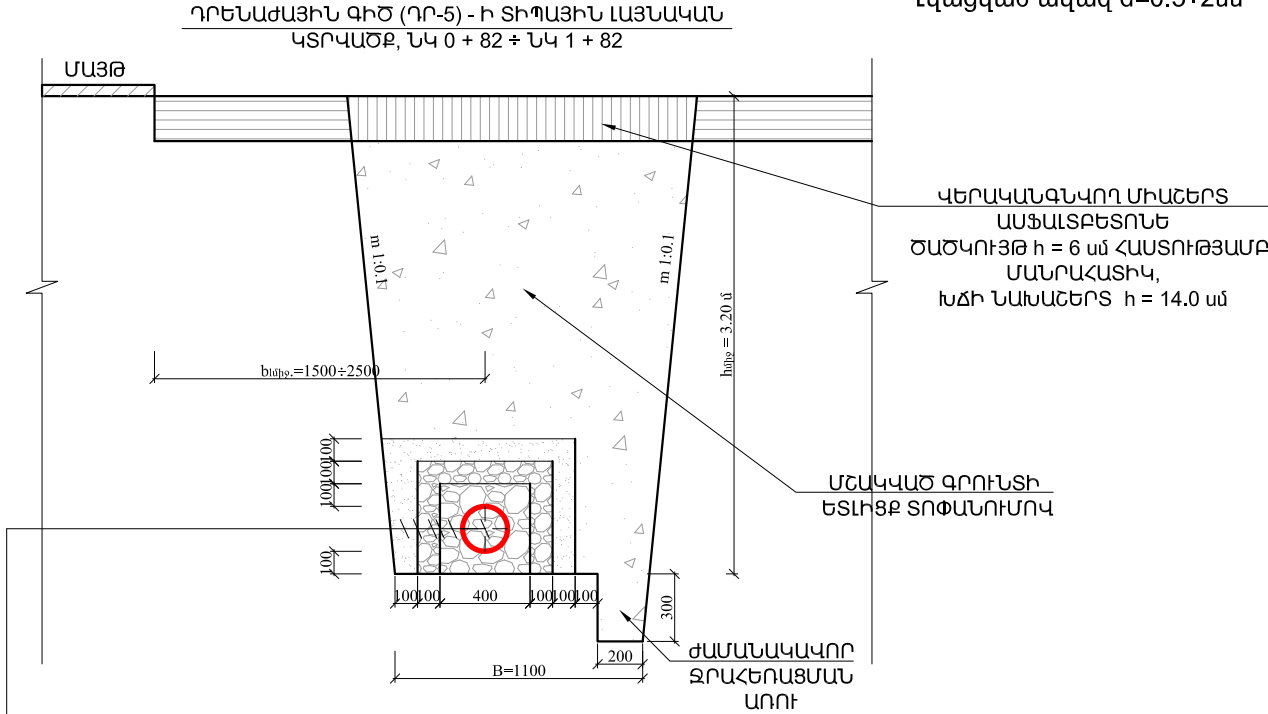 ԴՐԵՆԱԺԱՅԻՆ ԳԻԾ (ԴՐ-5) - Ի ՏԻՊԱՅԻՆ ԼԱՅՆԱԿԱՆ
ԿՏՐՎԱԾՔ, ՆԿ 0 + 82 ÷ ՆԿ 1 + 82
ՄԱՅԹ
ՎԵՐԱԿԱՆԳՆՎՈՂ ՄԻԱՇԵՐՏ
ԱՍՖԱԼՏԲԵՏՈՆԵ
ԾԱԾԿՈՒՅԹ h = 6 սմ ՀԱՍՏՈՒԹՅԱՄԲ
ՄԱՆՐԱՀԱՏԻԿ,
ԽՃԻ ՆԱԽԱՇԵՐՏ h = 14.0 սմ
m 1:0.1
m 1:0.1
hմիջ = 3.20 մ
bմիջ.=1500÷2500
ՄՇԱԿՎԱԾ ԳՐՈՒՆՏԻ
ԵՏԼԻՑՔ ՏՈՓԱՆՈՒՄՈՎ
100
100
100
100
100
100
400
100
100
100
300
200
B=1100
ԺԱՄԱՆԱԿԱՎՈՐ
ՋՐԱՀԵՌԱՑՄԱՆ
ԱՌՈՒ